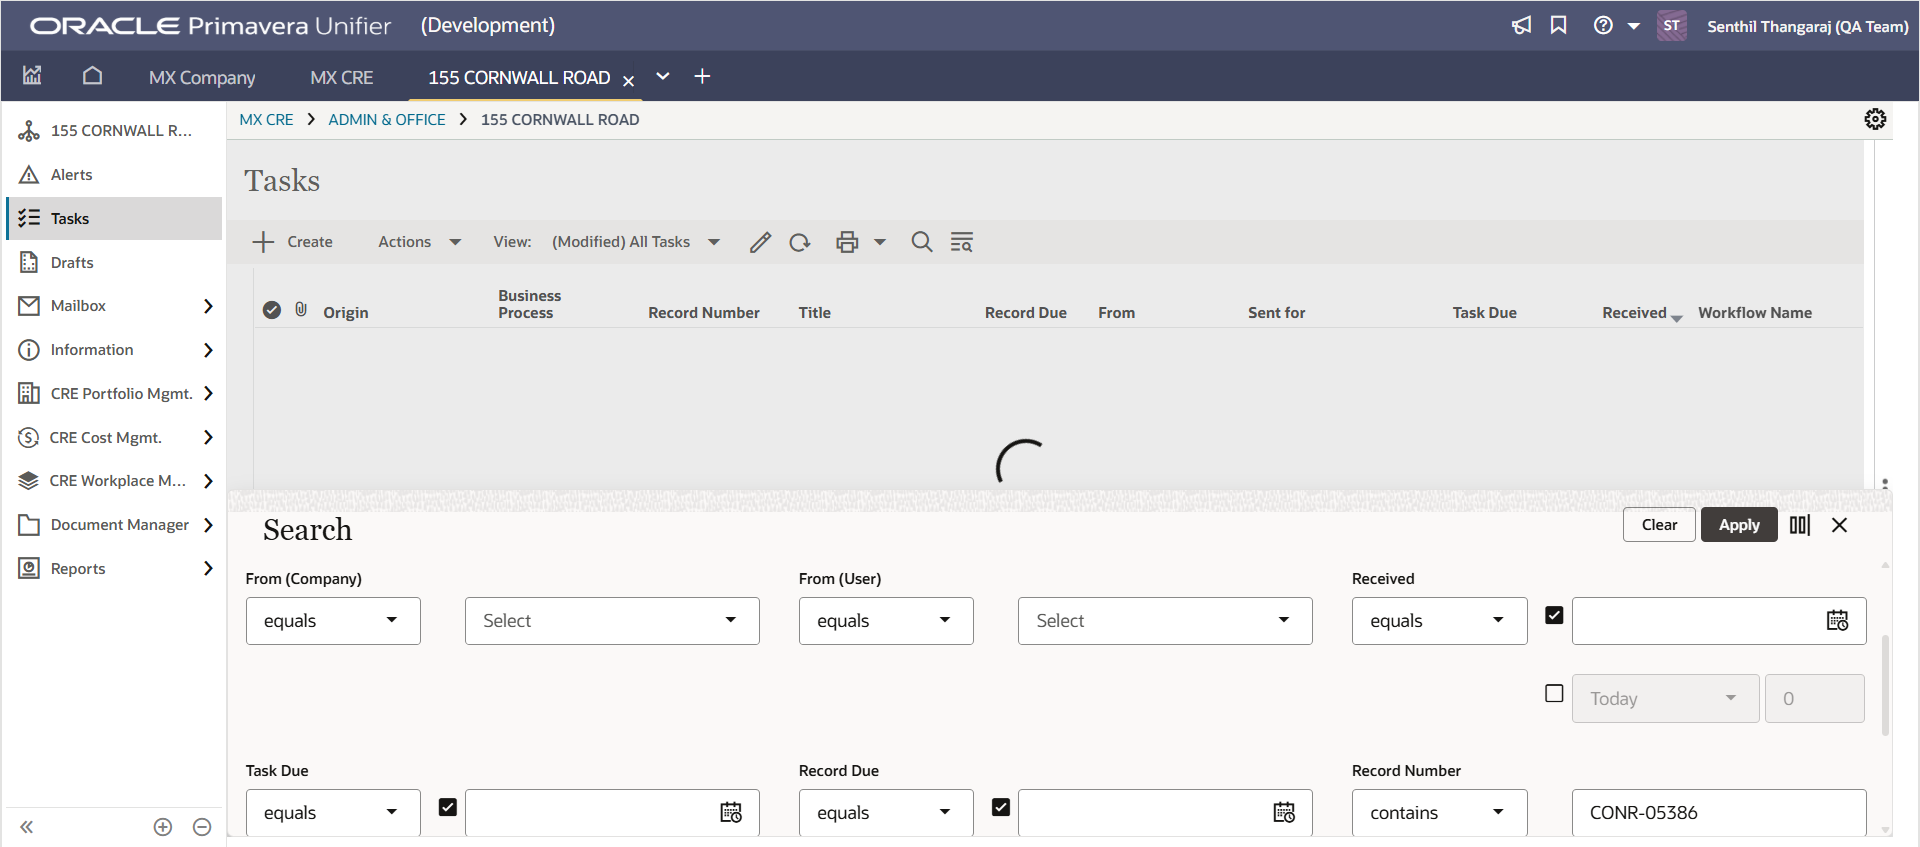 ORACLE Primavera Unifier (Development)
ST Senthil Thangaraj (QA Team)
MX Company MX CRE 155 CORNWALL ROAD
155 CORNWALL R...
Alerts
Tasks
Drafts
Mailbox
Information
CRE Portfolio Mgmt.
CRE Cost Mgmt.
CRE Workplace M...
Document Manager
Reports
MX CRE ADMIN & OFFICE 155 CORNWALL ROAD
Tasks
Create Actions View: (Modified) All Tasks
Origin Business Process Record Number Title Record Due From Sent for Task Due Received Workflow Name
Search
Clear Apply
From (Company) From (User) Received
equals Select equals Select equals
Today 0
Task Due Record Due Record Number
equals equals contains CONR-05386